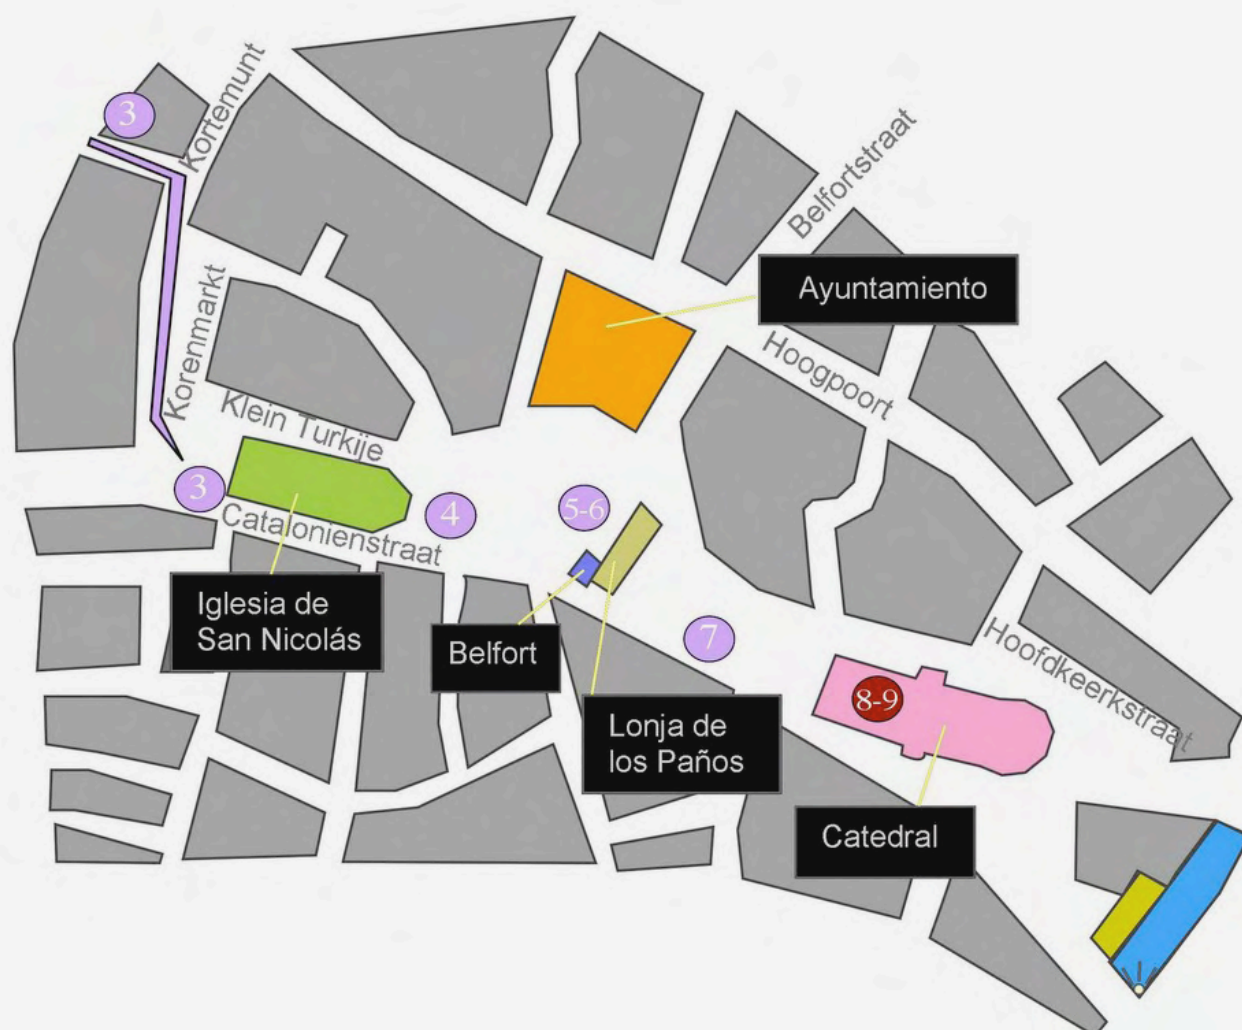 3
Kortemunt
Belfortstraat
Ayuntamiento
Korenmarkt
Hoogpoort
Klein Turkije
3
4
5-6
Catalonienstraat
Iglesia de
San Nicolás
Belfort
7
Hoofdkeerkstraat
8-9
Lonja de
los Paños
Catedral